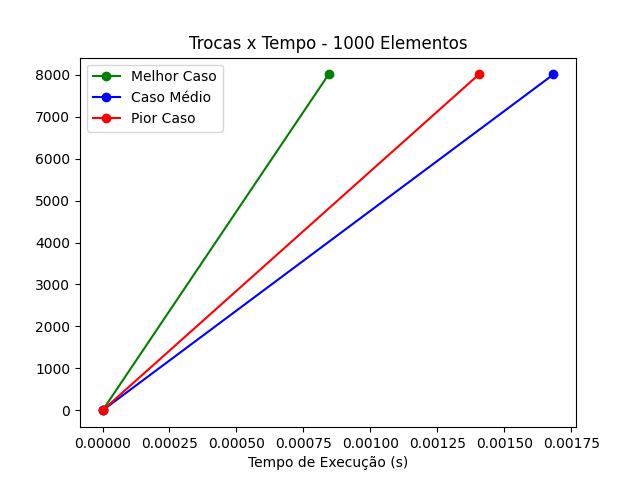 Trocas x Tempo - 1000 Elementos
Melhor Caso
Caso Médio
Pior Caso
8000
7000
6000
5000
4000
3000
2000
1000
0
0.00000 0.00025 0.00050 0.00075 0.00100 0.00125 0.00150 0.00175
Tempo de Execução (s)